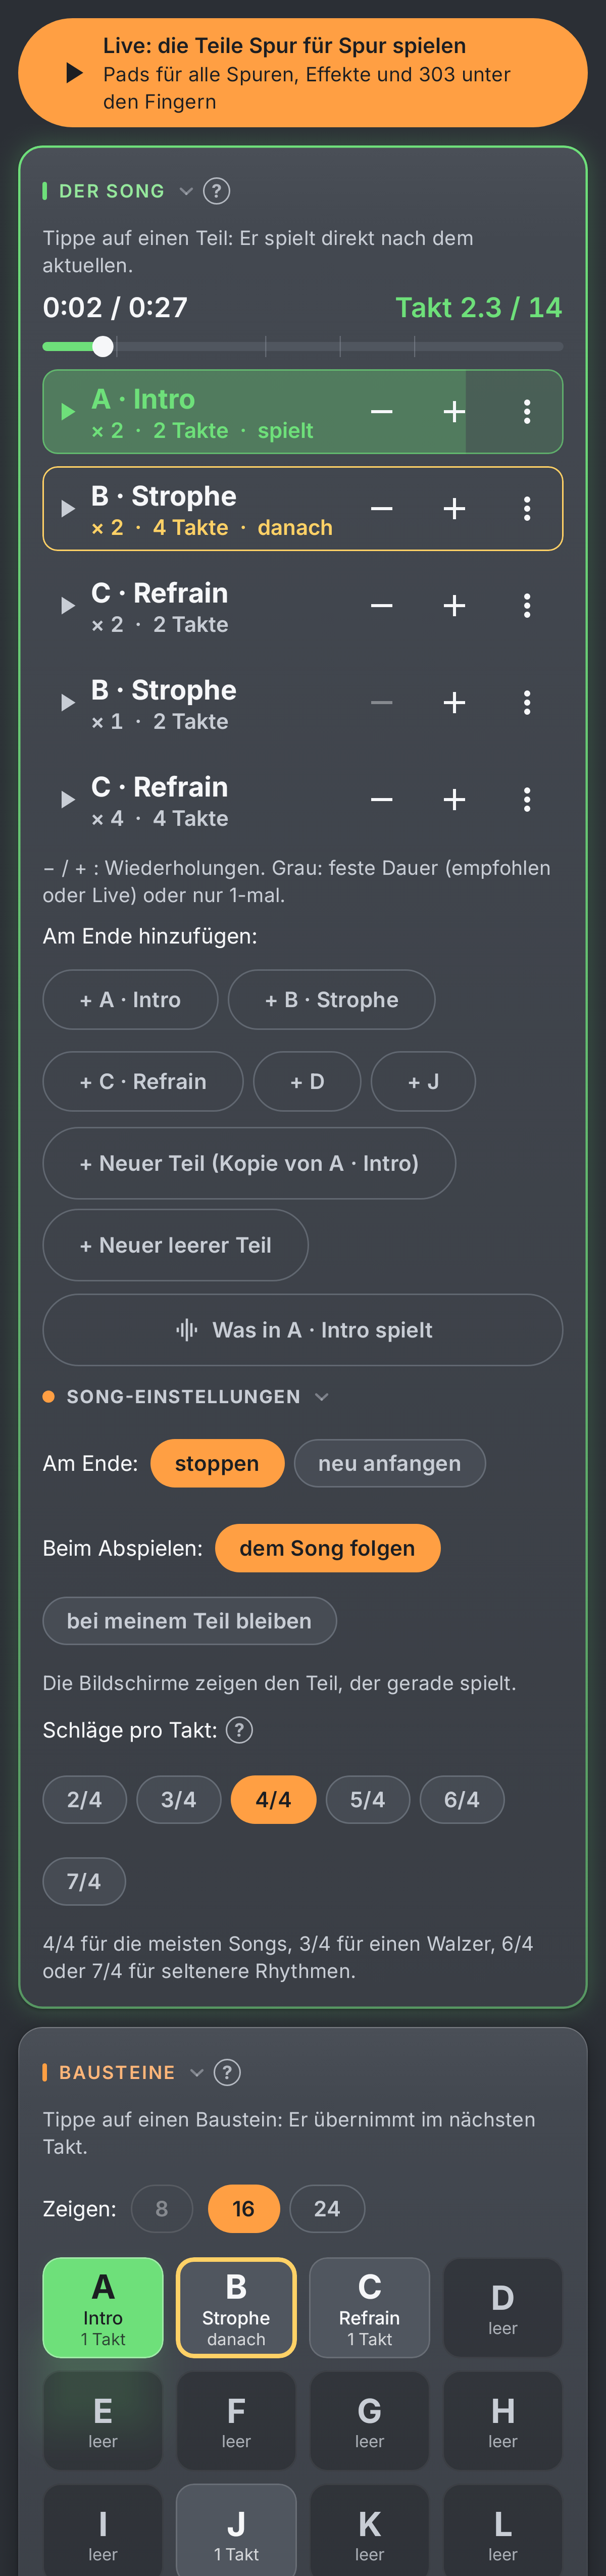 Live: die Teile Spur für Spur spielen
Pads für alle Spuren, Effekte und 303 unter
den Fingern
DER SONG ?
Tippe auf einen Teil: Er spielt direkt nach dem
aktuellen.
0:02 / 0:27 Takt 2.3 / 14
A · Intro
× 2 · 2 Takte · spielt
B · Strophe
× 2 · 4 Takte · danach
C · Refrain
× 2 · 2 Takte
B · Strophe
× 1 · 2 Takte
C · Refrain
× 4 · 4 Takte
− / + : Wiederholungen. Grau: feste Dauer (empfohlen
oder Live) oder nur 1-mal.
Am Ende hinzufügen:
+ A · Intro + B · Strophe
+ C · Refrain + D + J
+ Neuer Teil (Kopie von A · Intro)
+ Neuer leerer Teil
Was in A · Intro spielt
SONG-EINSTELLUNGEN
Am Ende: stoppen neu anfangen
Beim Abspielen: dem Song folgen
bei meinem Teil bleiben
Die Bildschirme zeigen den Teil, der gerade spielt.
Schläge pro Takt: ?
2/4 3/4 4/4 5/4 6/4
7/4
4/4 für die meisten Songs, 3/4 für einen Walzer, 6/4
oder 7/4 für seltenere Rhythmen.
BAUSTEINE ?
Tippe auf einen Baustein: Er übernimmt im nächsten
Takt.
Zeigen: 8 16 24
A B C D
Intro Strophe Refrain leer
1 Takt danach 1 Takt
E F G H
leer leer leer leer
I J K L
leer 1 Takt leer leer